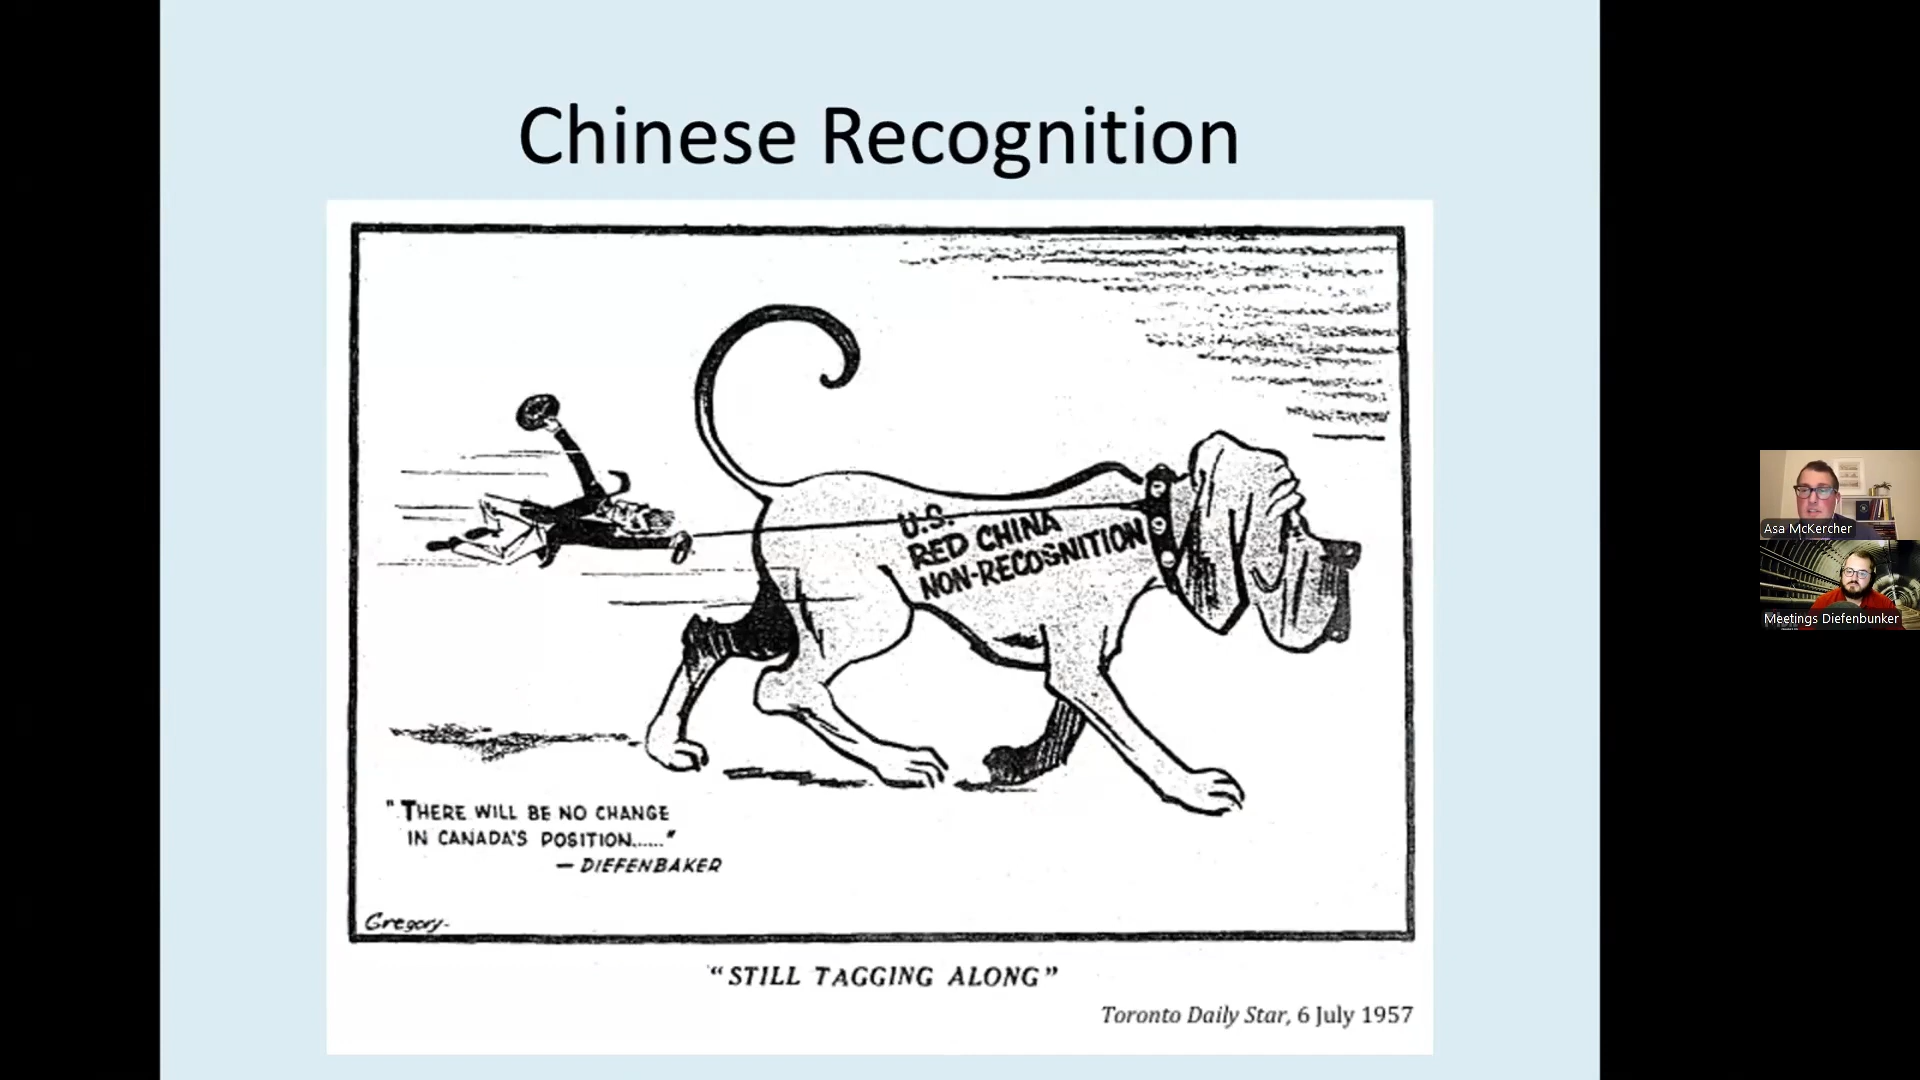 Chinese Recognition
U.S.
RED CHINA
NON-RECOGNITION
"THERE WILL BE NO CHANGE
IN CANADA'S POSITION......"
— DIEFENBAKER
Gregory-
"STILL TAGGING ALONG"
Toronto Daily Star, 6 July 1957
Asa McKercher
Meetings Diefenbunker